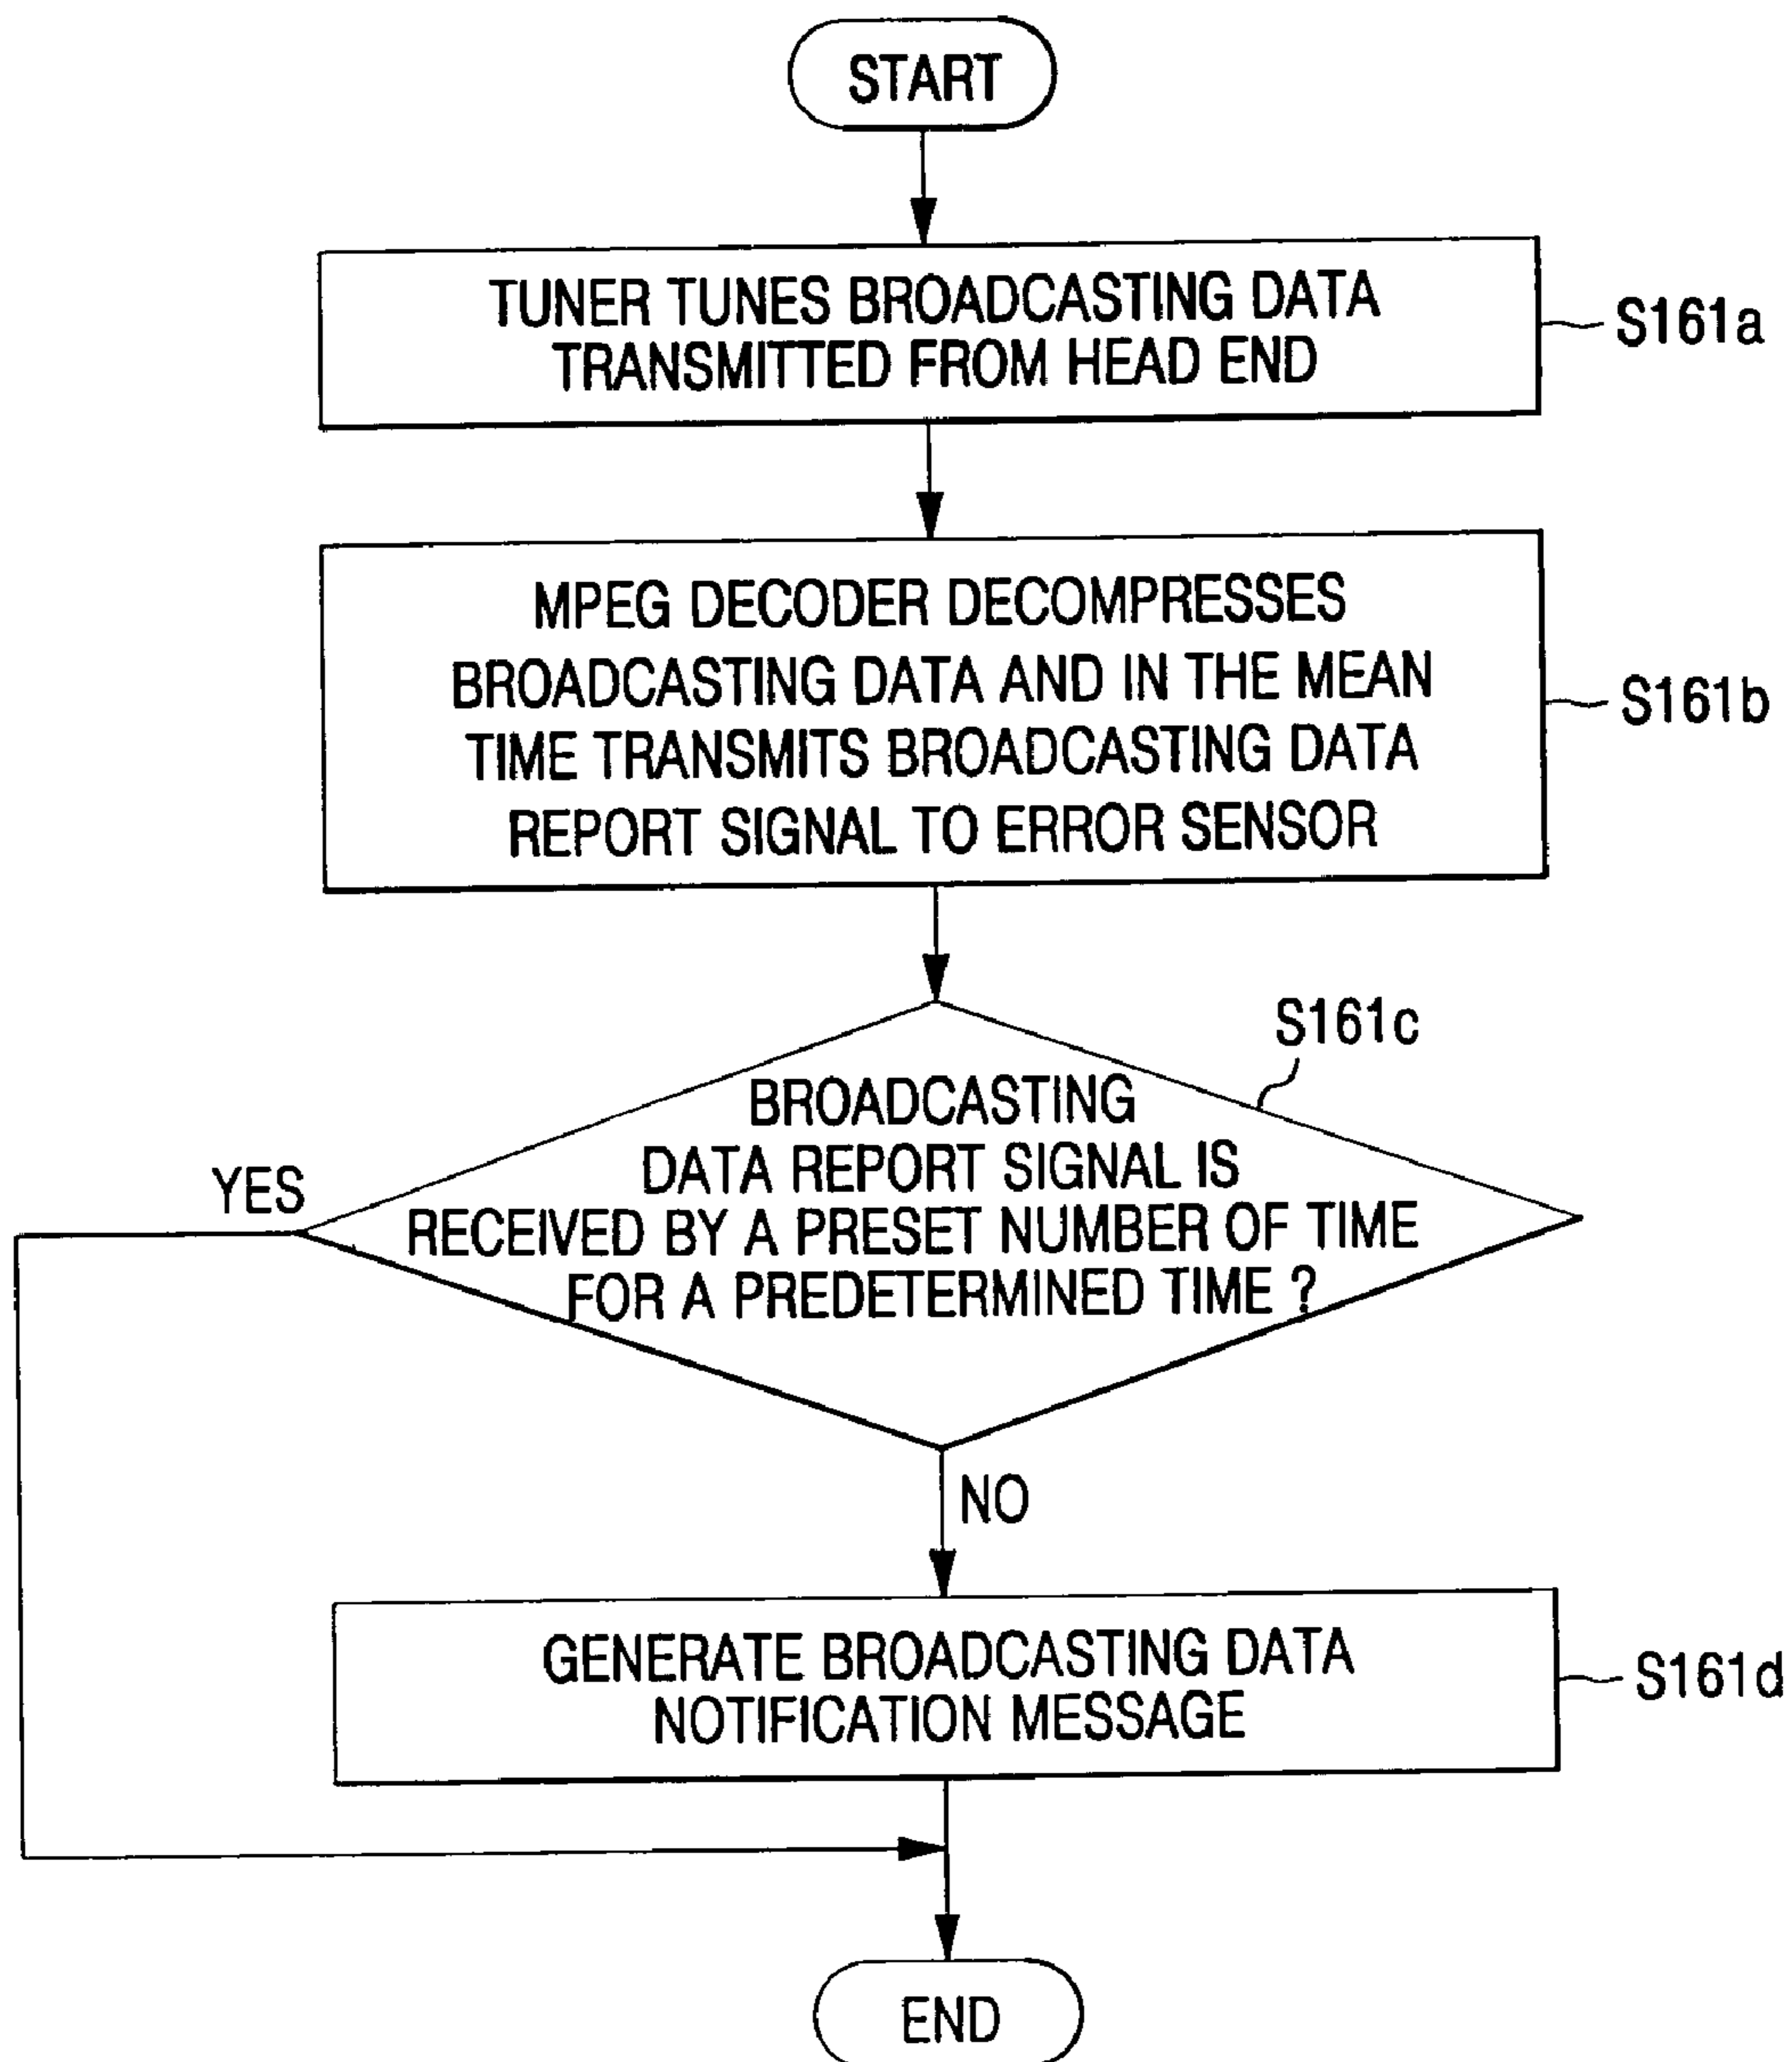 START
TUNER TUNES BROADCASTING DATA
TRANSMITTED FROM HEAD END
S161a
MPEG DECODER DECOMPRESSES
BROADCASTING DATA AND IN THE MEAN
TIME TRANSMITS BROADCASTING DATA
REPORT SIGNAL TO ERROR SENSOR
S161b
S161c
BROADCASTING
DATA REPORT SIGNAL IS
RECEIVED BY A PRESET NUMBER OF TIME
FOR A PREDETERMINED TIME ?
YES
NO
GENERATE BROADCASTING DATA
NOTIFICATION MESSAGE
S161d
END